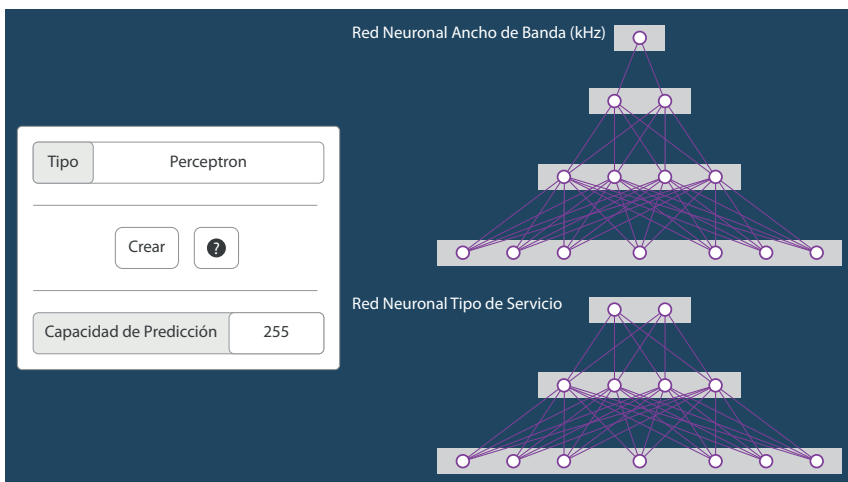 Red Neuronal Ancho de Banda (kHz)
Tipo Perceptron
Crear ?
Capacidad de Predicción 255
Red Neuronal Tipo de Servicio